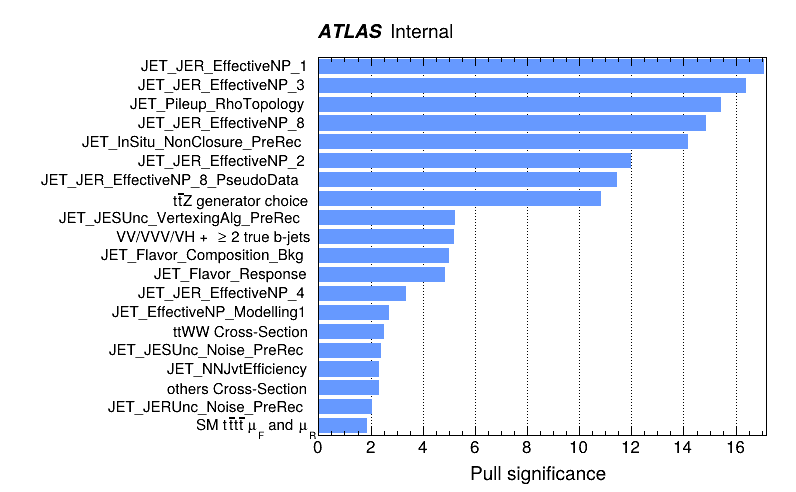 ATLAS Internal
JET_JER_EffectiveNP_1
JET_JER_EffectiveNP_3
JET_Pileup_RhoTopology
JET_JER_EffectiveNP_8
JET_InSitu_NonClosure_PreRec
JET_JER_EffectiveNP_2
JET_JER_EffectiveNP_8_PseudoData
tt̄Z generator choice
JET_JESUnc_VertexingAlg_PreRec
VV/VVV/VH + ≥ 2 true b-jets
JET_Flavor_Composition_Bkg
JET_Flavor_Response
JET_JER_EffectiveNP_4
JET_EffectiveNP_Modelling1
ttWW Cross-Section
JET_JESUnc_Noise_PreRec
JET_NNJvtEfficiency
others Cross-Section
JET_JERUnc_Noise_PreRec
SM tt̄tt̄ μ_F and μ_R
0 2 4 6 8 10 12 14 16
Pull significance